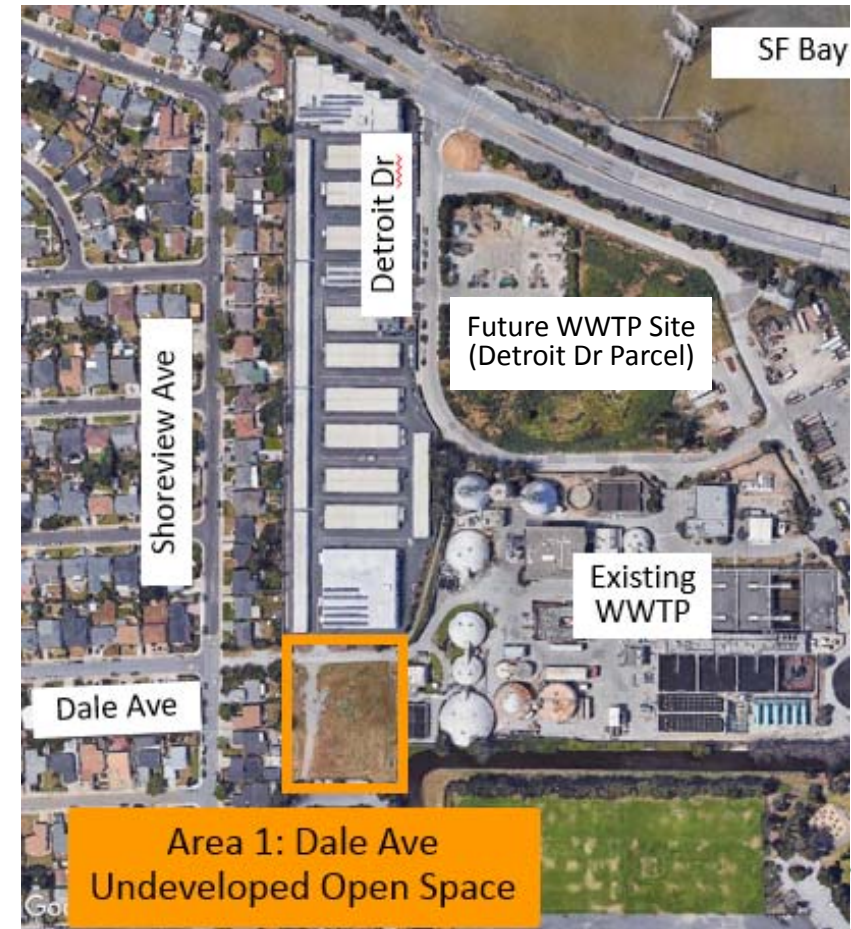 SF Bay
Detroit Dr
Future WWTP Site
(Detroit Dr Parcel)
Shoreview Ave
Existing
WWTP
Dale Ave
Area 1: Dale Ave
Undeveloped Open Space
Goo